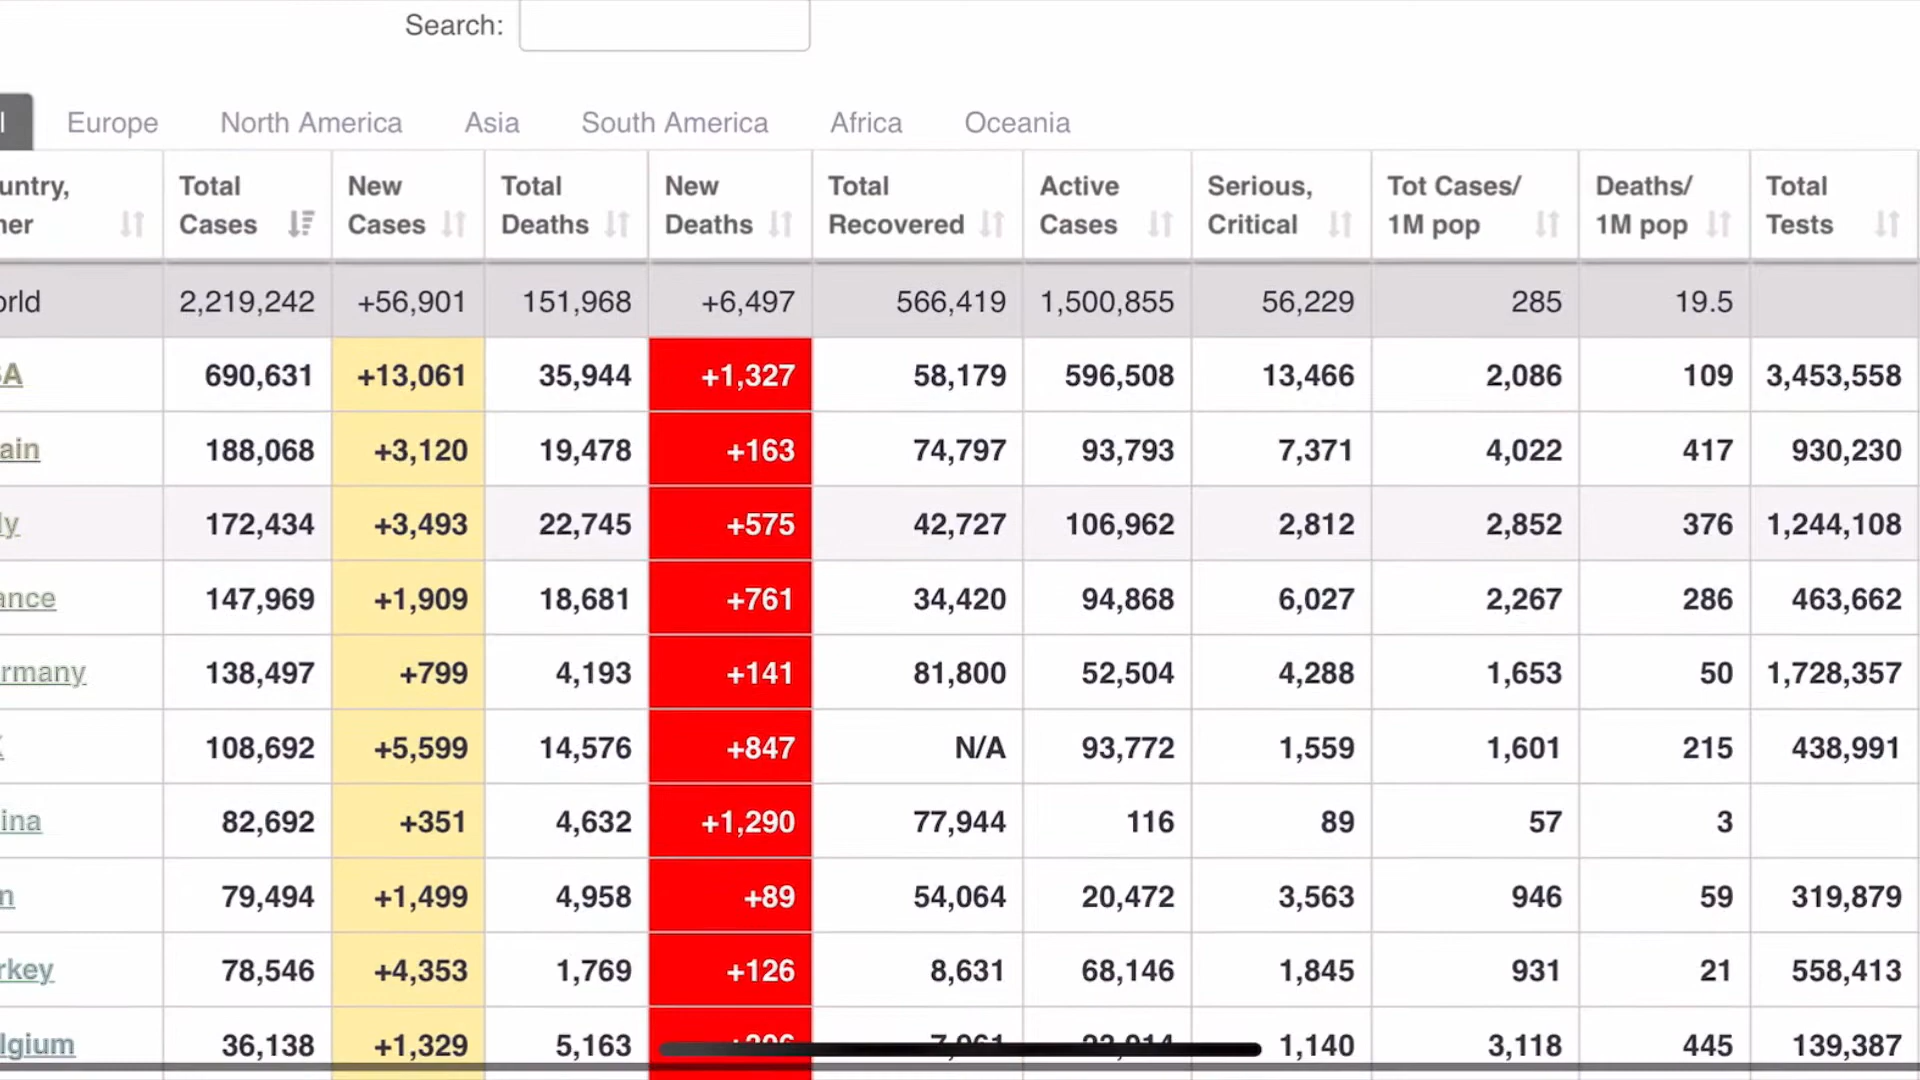 Search:
l Europe North America Asia South America Africa Oceania
untry, Total New Total New Total Active Serious, Tot Cases/ Deaths/ Total
her Cases Cases Deaths Deaths Recovered Cases Critical 1M pop 1M pop Tests
orld 2,219,242 +56,901 151,968 +6,497 566,419 1,500,855 56,229 285 19.5
SA 690,631 +13,061 35,944 +1,327 58,179 596,508 13,466 2,086 109 3,453,558
ain 188,068 +3,120 19,478 +163 74,797 93,793 7,371 4,022 417 930,230
ly 172,434 +3,493 22,745 +575 42,727 106,962 2,812 2,852 376 1,244,108
ance 147,969 +1,909 18,681 +761 34,420 94,868 6,027 2,267 286 463,662
rmany 138,497 +799 4,193 +141 81,800 52,504 4,288 1,653 50 1,728,357
K 108,692 +5,599 14,576 +847 N/A 93,772 1,559 1,601 215 438,991
ina 82,692 +351 4,632 +1,290 77,944 116 89 57 3
n 79,494 +1,499 4,958 +89 54,064 20,472 3,563 946 59 319,879
rkey 78,546 +4,353 1,769 +126 8,631 68,146 1,845 931 21 558,413
lgium 36,138 +1,329 5,163 1,140 3,118 445 139,387